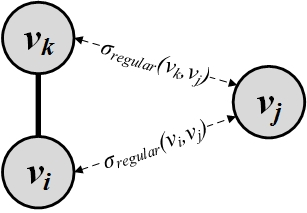 v_k
σ_regular(v_k,v_j)
v_j
σ_regular(v_i,v_j)
v_i